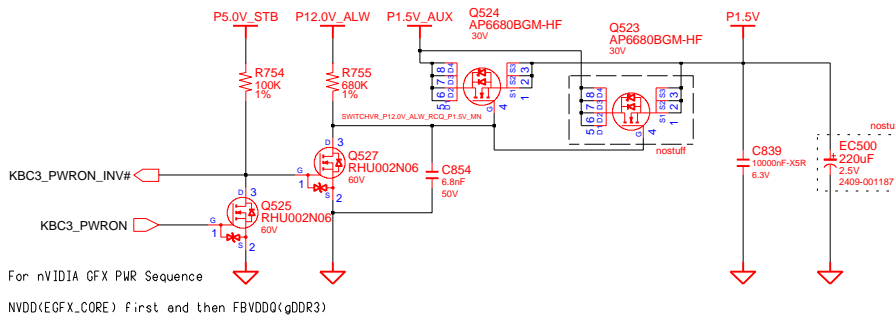 P5.0V_STB
P12.0V_ALW
P1.5V_AUX
Q524
AP6680BGM-HF
30V
Q523
AP6680BGM-HF
30V
P1.5V
R754
100K
1%
R755
680K
1%
8 D4
7 D3
6 D2
5 D1
S3 3
S2 2
S1 1
G 4
8 D4
7 D3
6 D2
5 D1
S3 3
S2 2
S1 1
G 4
nostuff
SWITCHVR_P12.0V_ALW_RCQ_P1.5V_MN
D 3
Q527
RHU002N06
60V
G 1
S 2
C854
6.8nF
50V
C839
10000nF-X5R
6.3V
nostu
EC500
220uF
2.5V
2409-001187
KBC3_PWRON_INV#
D 3
Q525
RHU002N06
60V
KBC3_PWRON
G 1
S 2
For nVIDIA GFX PWR Sequence
NVDD(EGFX_CORE) first and then FBVDDQ(gDDR3)